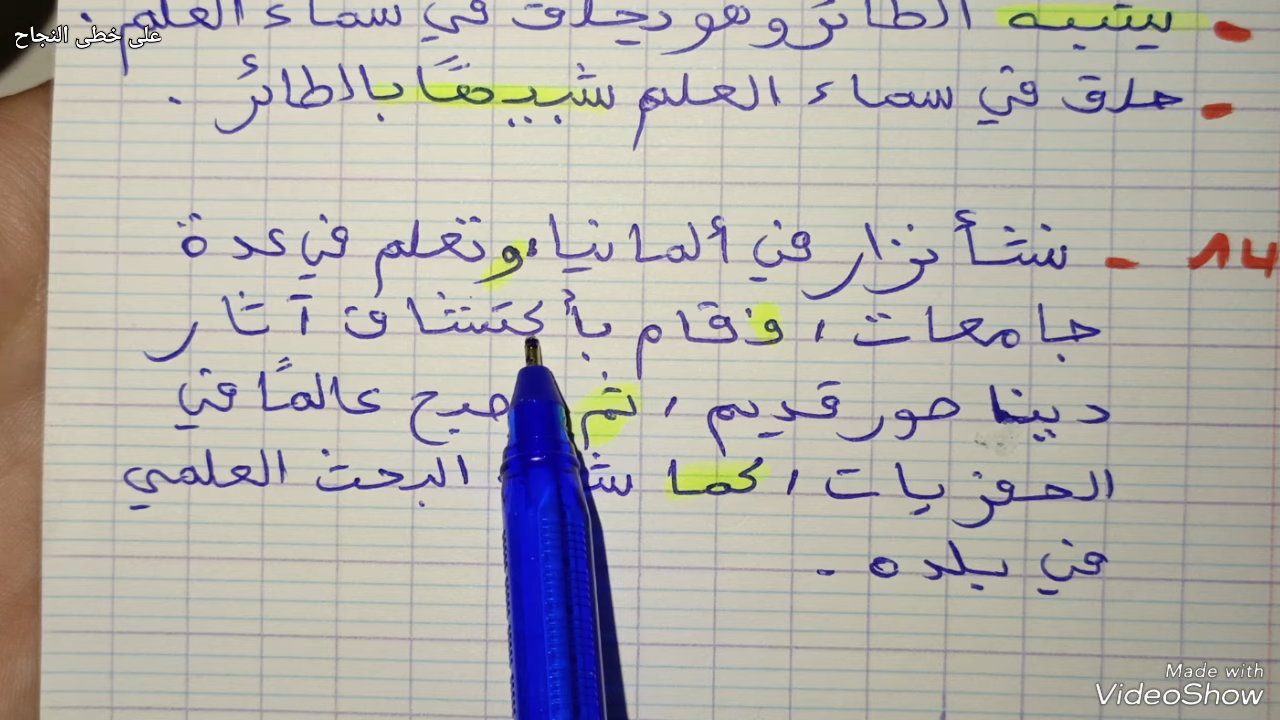 على خطى النجاح
- يشبه الطائر وهو يحلق في سماء العلم.
- حلق في سماء العلم شبيهًا بالطائر.
14 - نشأ نزار في ألمانيا، وتعلم في عدة
جامعات، وقام بأكتشاف آثار
دينا صور قديم، ثم عالمًا في
الحفريات، كما البحث العلمي
في بلده.
Made with
VideoShow